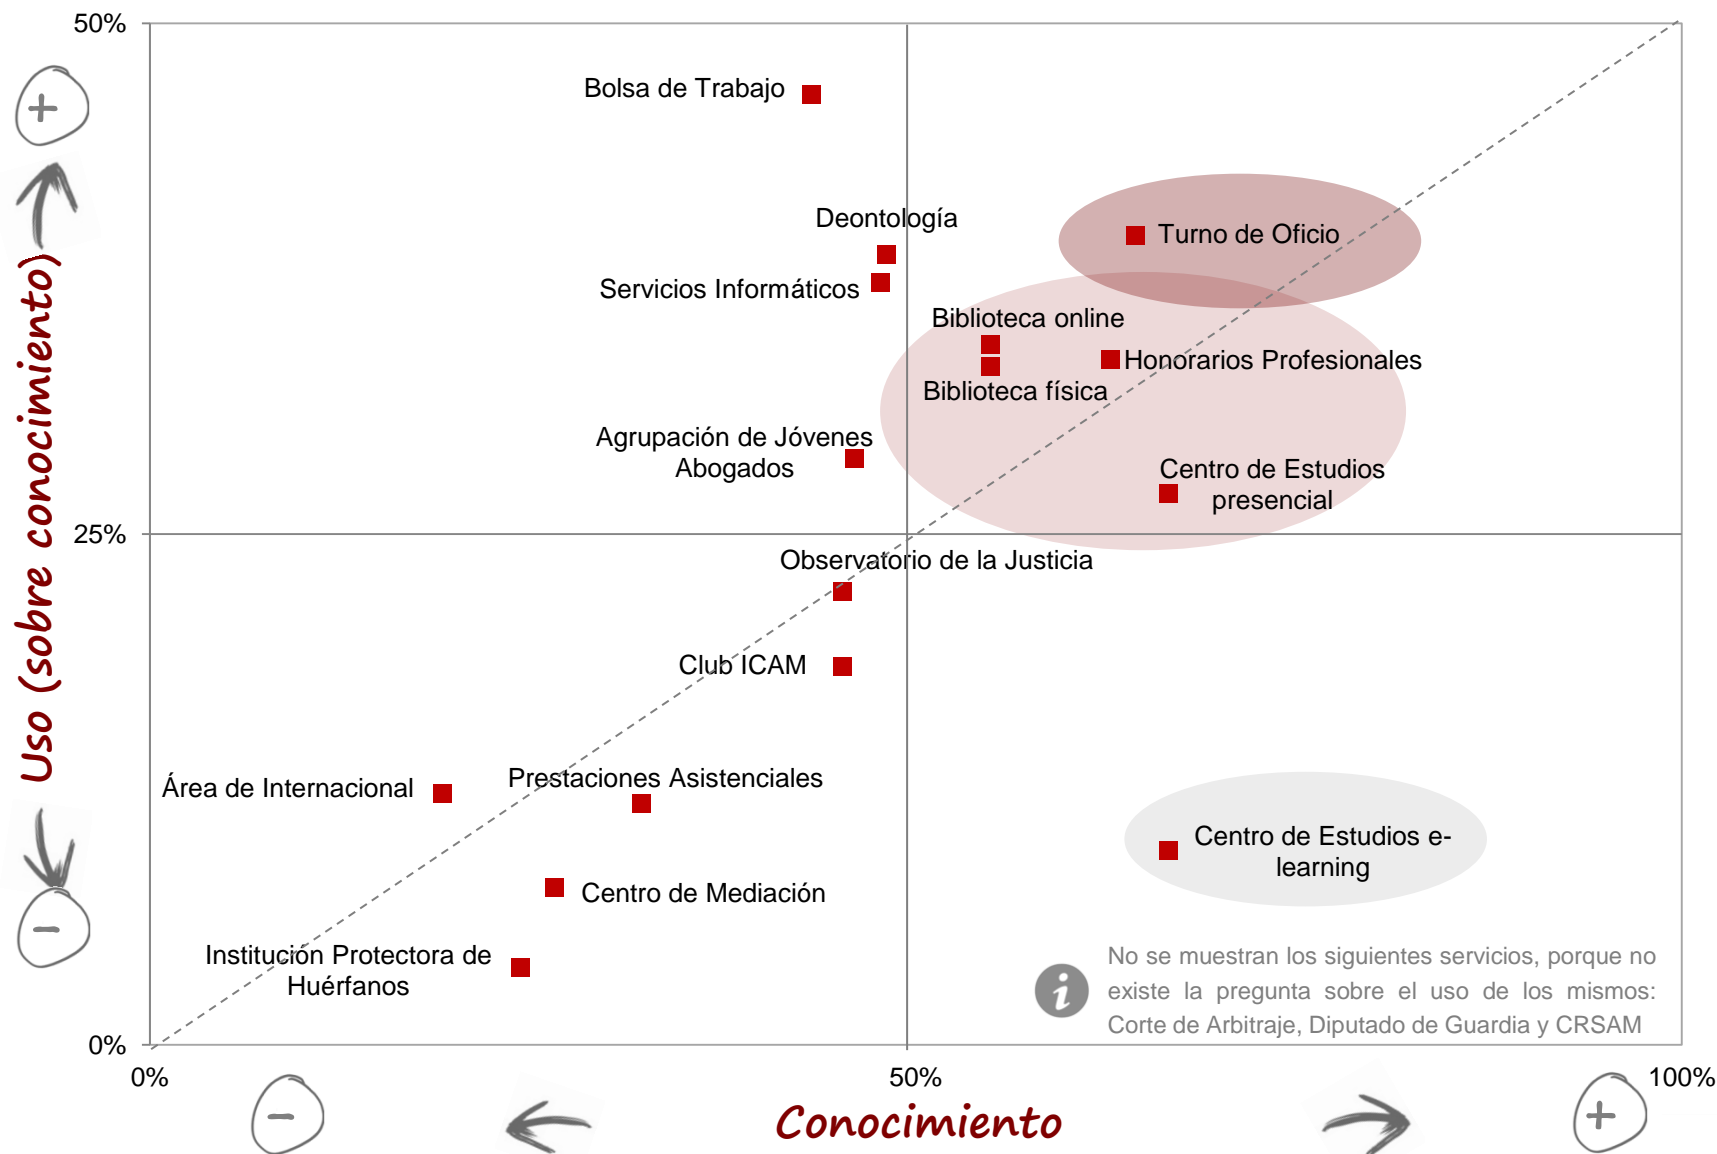 50%
+
Bolsa de Trabajo
Deontología
Turno de Oficio
Servicios Informáticos
Biblioteca online
Honorarios Profesionales
Biblioteca física
Agrupación de Jóvenes
Abogados
Centro de Estudios
presencial
25%
Uso (sobre conocimiento)
Observatorio de la Justicia
Club ICAM
Área de Internacional
Prestaciones Asistenciales
Centro de Estudios e-
learning
Centro de Mediación
−
Institución Protectora de
Huérfanos
i
No se muestran los siguientes servicios, porque no
existe la pregunta sobre el uso de los mismos:
Corte de Arbitraje, Diputado de Guardia y CRSAM
0%
0%
50%
100%
−
Conocimiento
+